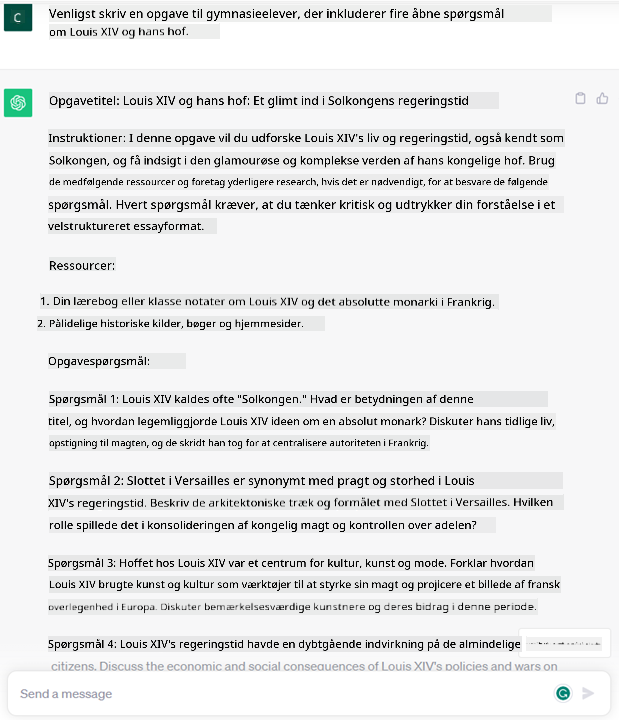 C
Venligst skriv en opgave til gymnasieelever, der inkluderer fire åbne spørgsmål
om Louis XIV og hans hof.
Opgavetitel: Louis XIV og hans hof: Et glimt ind i Solkongens regeringstid
Instruktioner: I denne opgave vil du udforske Louis XIV's liv og regeringstid, også kendt som
Solkongen, og få indsigt i den glamourøse og komplekse verden af hans kongelige hof. Brug
de medfølgende ressourcer og foretag yderligere research, hvis det er nødvendigt, for at besvare de følgende
spørgsmål. Hvert spørgsmål kræver, at du tænker kritisk og udtrykker din forståelse i et
velstruktureret essayformat.
Ressourcer:
1. Din lærebog eller klasse notater om Louis XIV og det absolutte monarki i Frankrig.
2. Pålidelige historiske kilder, bøger og hjemmesider.
Opgavespørgsmål:
Spørgsmål 1: Louis XIV kaldes ofte "Solkongen." Hvad er betydningen af denne
titel, og hvordan legemliggjorde Louis XIV ideen om en absolut monark? Diskuter hans tidlige liv,
opstigning til magten, og de skridt han tog for at centralisere autoriteten i Frankrig.
Spørgsmål 2: Slottet i Versailles er synonymt med pragt og storhed i Louis
XIV's regeringstid. Beskriv de arkitektoniske træk og formålet med Slottet i Versailles. Hvilken
rolle spillede det i konsolideringen af kongelig magt og kontrollen over adelen?
Spørgsmål 3: Hoffet hos Louis XIV var et centrum for kultur, kunst og mode. Forklar hvordan
Louis XIV brugte kunst og kultur som værktøjer til at styrke sin magt og projicere et billede af fransk
overlegenhed i Europa. Diskuter bemærkelsesværdige kunstnere og deres bidrag i denne periode.
Spørgsmål 4: Louis XIV's regeringstid havde en dybtgående indvirkning på de almindelige
citizens. Discuss the economic and social consequences of Louis XIV's policies and wars on
Send a message